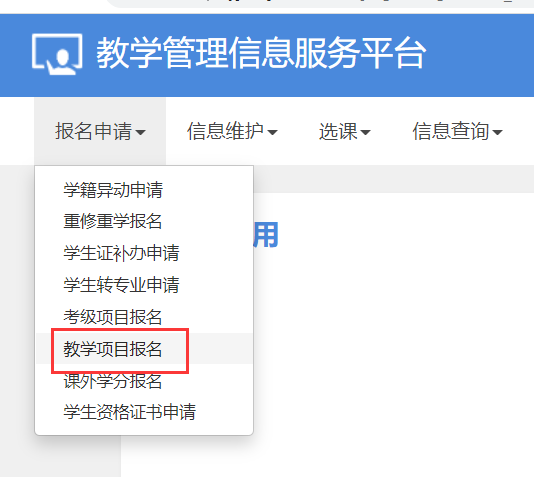 教学管理信息服务平台
报名申请 信息维护 选课 信息查询
学籍异动申请
用
重修重学报名
学生证补办申请
学生转专业申请
考级项目报名
教学项目报名
课外学分报名
学生资格证书申请